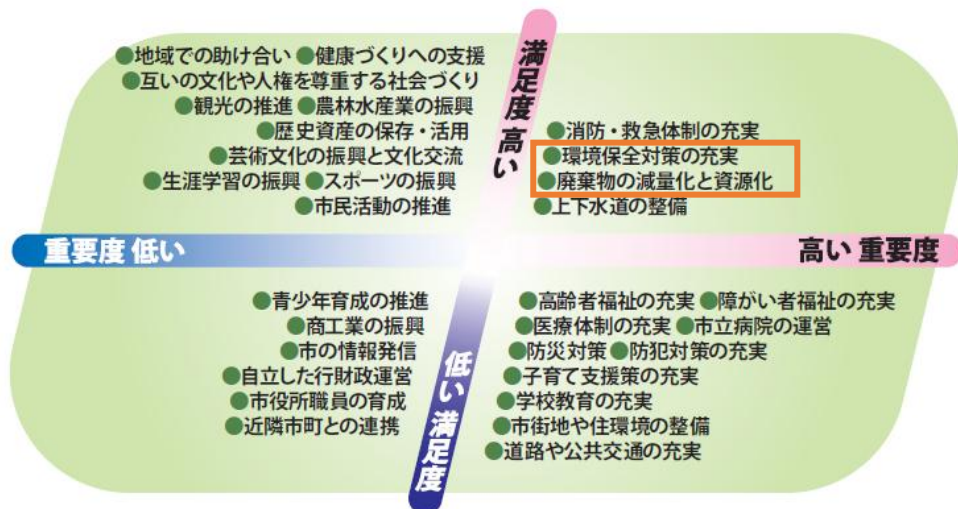 満足度 高い
●地域での助け合い ●健康づくりへの支援
●互いの文化や人権を尊重する社会づくり
●観光の推進 ●農林水産業の振興
●歴史資産の保存・活用
●芸術文化の振興と文化交流
●生涯学習の振興 ●スポーツの振興
●市民活動の推進
●消防・救急体制の充実
●環境保全対策の充実
●廃棄物の減量化と資源化
●上下水道の整備
重要度 低い
高い 重要度
●青少年育成の推進
●商工業の振興
●市の情報発信
●自立した行財政運営
●市役所職員の育成
●近隣市町との連携
低い 満足度
●高齢者福祉の充実 ●障がい者福祉の充実
●医療体制の充実 ●市立病院の運営
●防災対策 ●防犯対策の充実
●子育て支援策の充実
●学校教育の充実
●市街地や住環境の整備
●道路や公共交通の充実